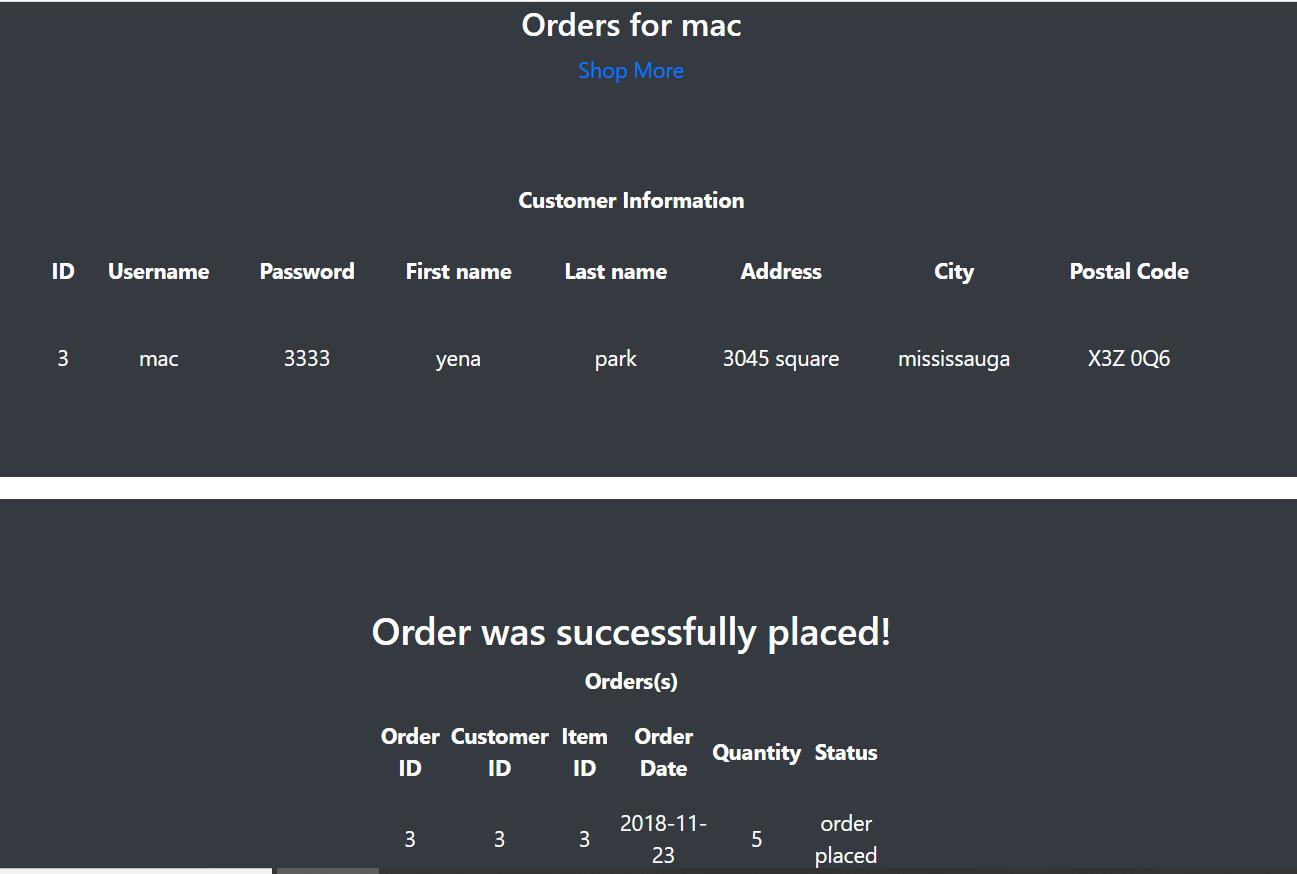 Orders for mac
Shop More
Customer Information
ID Username Password First name Last name Address City Postal Code
3 mac 3333 yena park 3045 square mississauga X3Z 0Q6
Order was successfully placed!
Orders(s)
Order ID Customer ID Item ID Order Date Quantity Status
3 3 3 2018-11-23 5 order placed